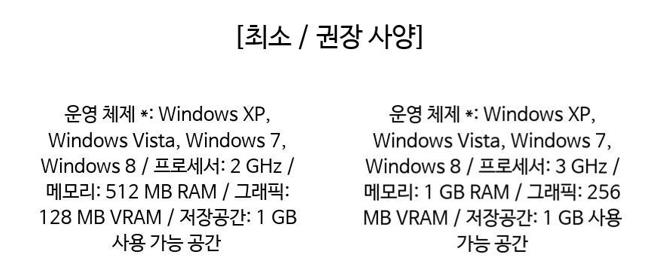 [최소 / 권장 사양]
운영 체제 *: Windows XP,
Windows Vista, Windows 7,
Windows 8 / 프로세서: 2 GHz /
메모리: 512 MB RAM / 그래픽:
128 MB VRAM / 저장공간: 1 GB
사용 가능 공간
운영 체제 *: Windows XP,
Windows Vista, Windows 7,
Windows 8 / 프로세서: 3 GHz /
메모리: 1 GB RAM / 그래픽: 256
MB VRAM / 저장공간: 1 GB 사용
가능 공간